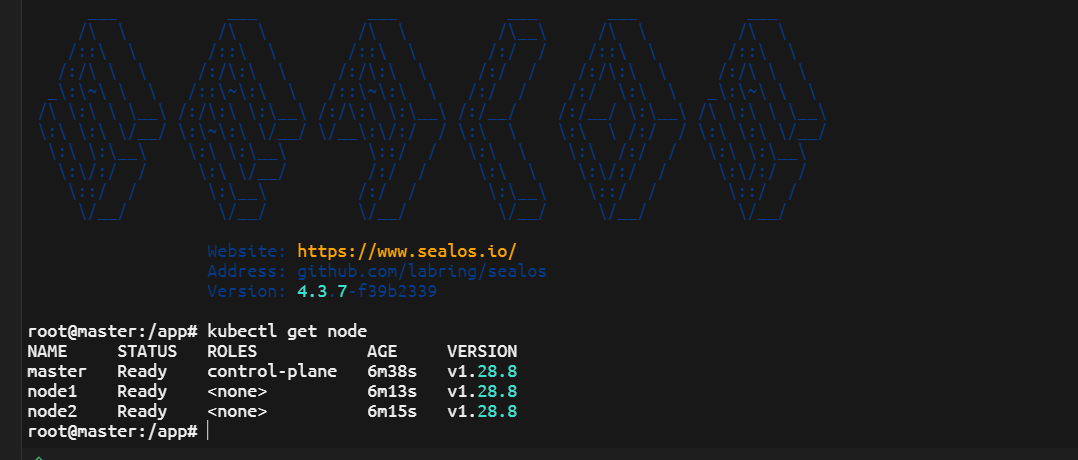 Website: https://www.sealos.io/
Address: github.com/labring/sealos
Version: 4.3.7-f39b2339
root@master:/app# kubectl get node
NAME STATUS ROLES AGE VERSION
master Ready control-plane 6m38s v1.28.8
node1 Ready <none> 6m13s v1.28.8
node2 Ready <none> 6m15s v1.28.8
root@master:/app#